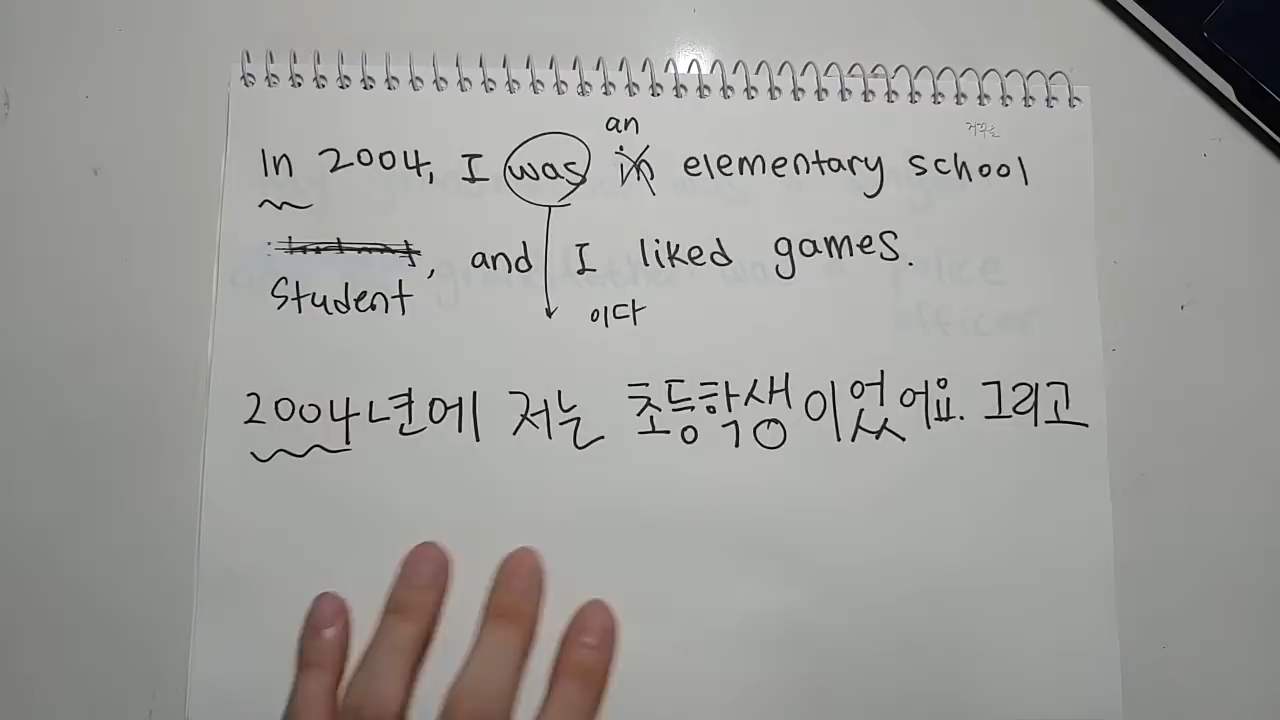 an
In 2004, I was in elementary school
, and I liked games.
Student
이다
2004년에 저는 초등학생이었어요. 그리고